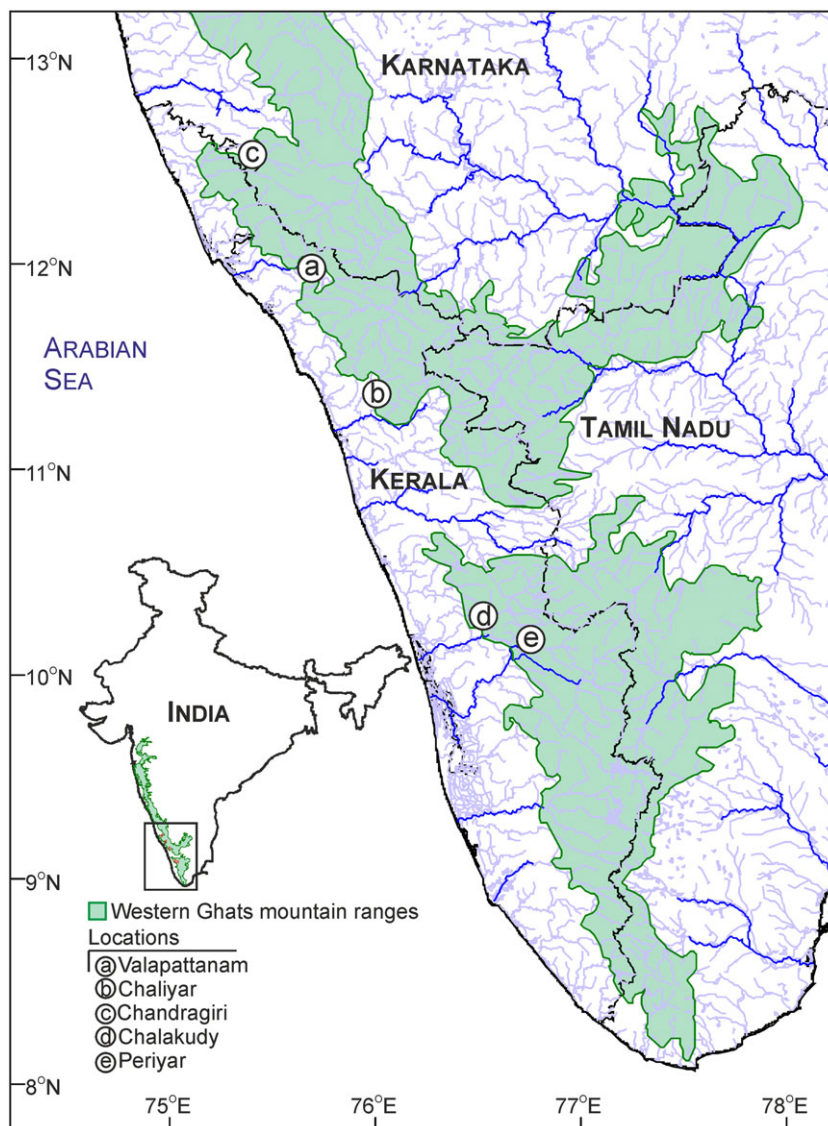 13°N
KARNATAKA
ⓒ
12°N
ⓐ
ARABIAN
SEA
ⓑ
TAMIL NADU
11°N
KERALA
ⓓ
ⓔ
10°N
INDIA
9°N
Western Ghats mountain ranges
Locations
ⓐ Valapattanam
ⓑ Chaliyar
ⓒ Chandragiri
ⓓ Chalakudy
ⓔ Periyar
8°N
75°E 76°E 77°E 78°E